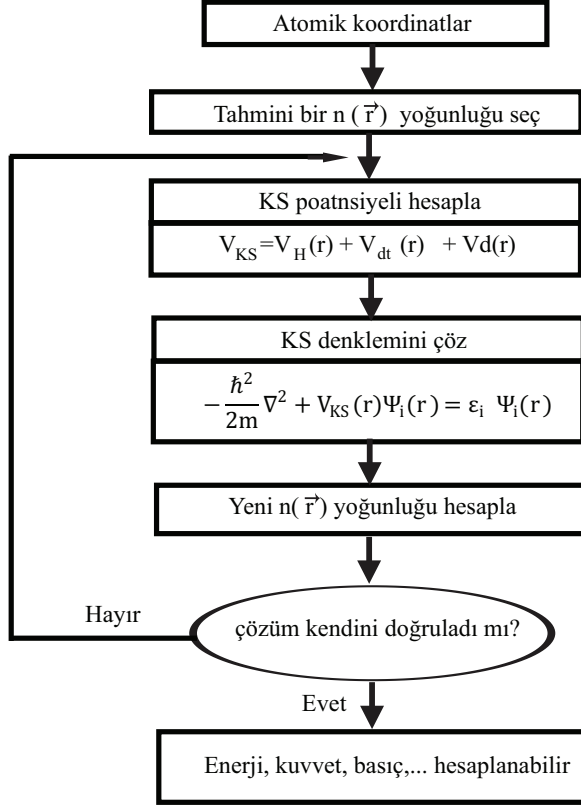 Atomik koordinatlar
Tahmini bir n ( r⃗ ) yoğunluğu seç
KS poatnsiyeli hesapla
V_KS=V_H(r) + V_dt (r) + Vd(r)
KS denklemini çöz
−ℏ²/2m ∇² + V_KS(r)Ψ_i(r) = ε_i Ψ_i(r)
Yeni n( r⃗ ) yoğunluğu hesapla
Hayır
çözüm kendini doğruladı mı?
Evet
Enerji, kuvvet, basıç,... hesaplanabilir